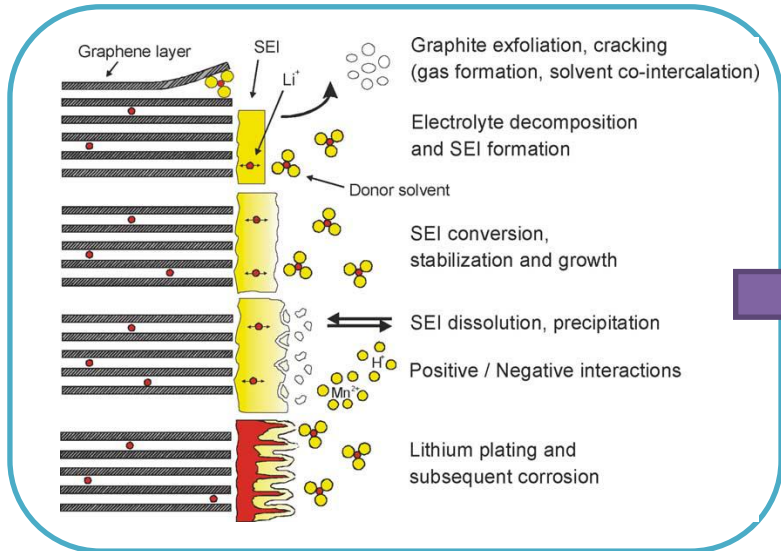 Graphene layer
SEI
Li⁺
Graphite exfoliation, cracking
(gas formation, solvent co-intercalation)
Electrolyte decomposition
and SEI formation
Donor solvent
SEI conversion,
stabilization and growth
SEI dissolution, precipitation
H⁺
Positive / Negative interactions
Mn²⁺
Lithium plating and
subsequent corrosion